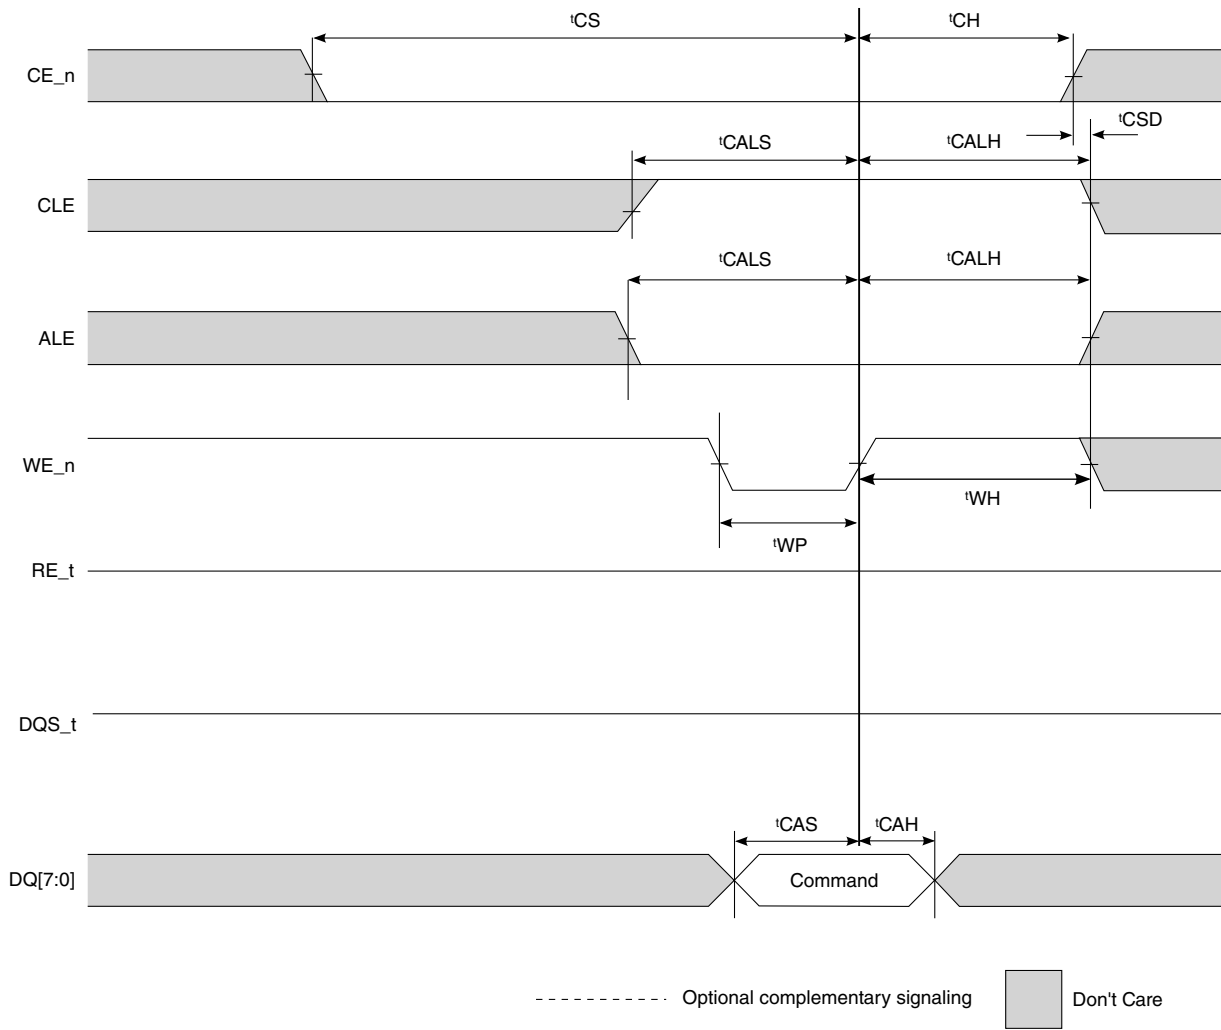 tCS
tCH
CE_n
tCSD
tCALS
tCALH
CLE
tCALS
tCALH
ALE
WE_n
tWH
tWP
RE_t
DQS_t
tCAS
tCAH
DQ[7:0]
Command
Optional complementary signaling
Don't Care